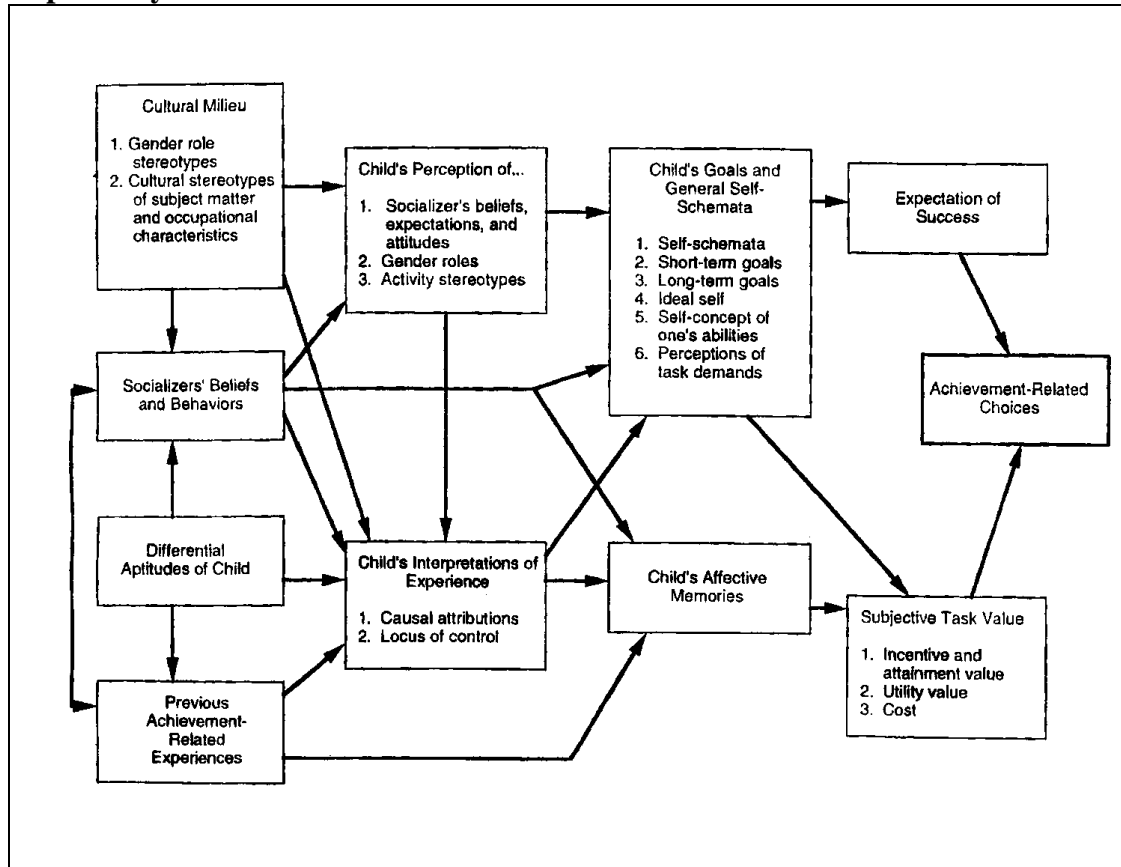 Cultural Milieu
1. Gender role
stereotypes
2. Cultural stereotypes
of subject matter
and occupational
characteristics
Child's Perception of...
1. Socializer's beliefs,
expectations, and
attitudes
2. Gender roles
3. Activity stereotypes
Child's Goals and
General Self-
Schemata
1. Self-schemata
2. Short-term goals
3. Long-term goals
4. Ideal self
5. Self-concept of
one's abilities
6. Perceptions of
task demands
Expectation of
Success
Socializers' Beliefs
and Behaviors
Achievement-Related
Choices
Differential
Aptitudes of Child
Child's Interpretations of
Experience
1. Causal attributions
2. Locus of control
Child's Affective
Memories
Subjective Task Value
1. Incentive and
attainment value
2. Utility value
3. Cost
Previous
Achievement-
Related
Experiences